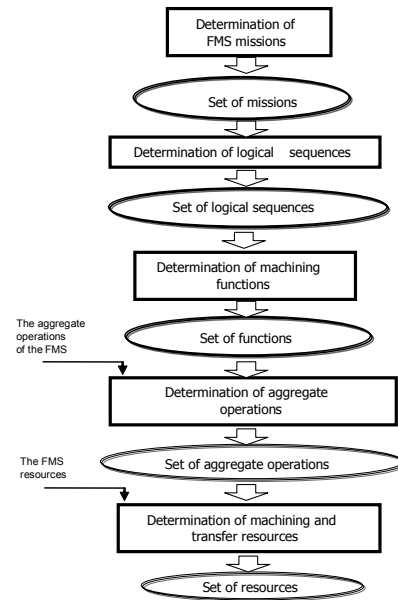 Determination of
FMS missions
Set of missions
Determination of logical sequences
Set of logical sequences
Determination of machining
functions
The aggregate
operations
of the FMS
Set of functions
Determination of aggregate
operations
The FMS
resources
Set of aggregate operations
Determination of machining and
transfer resources
Set of resources